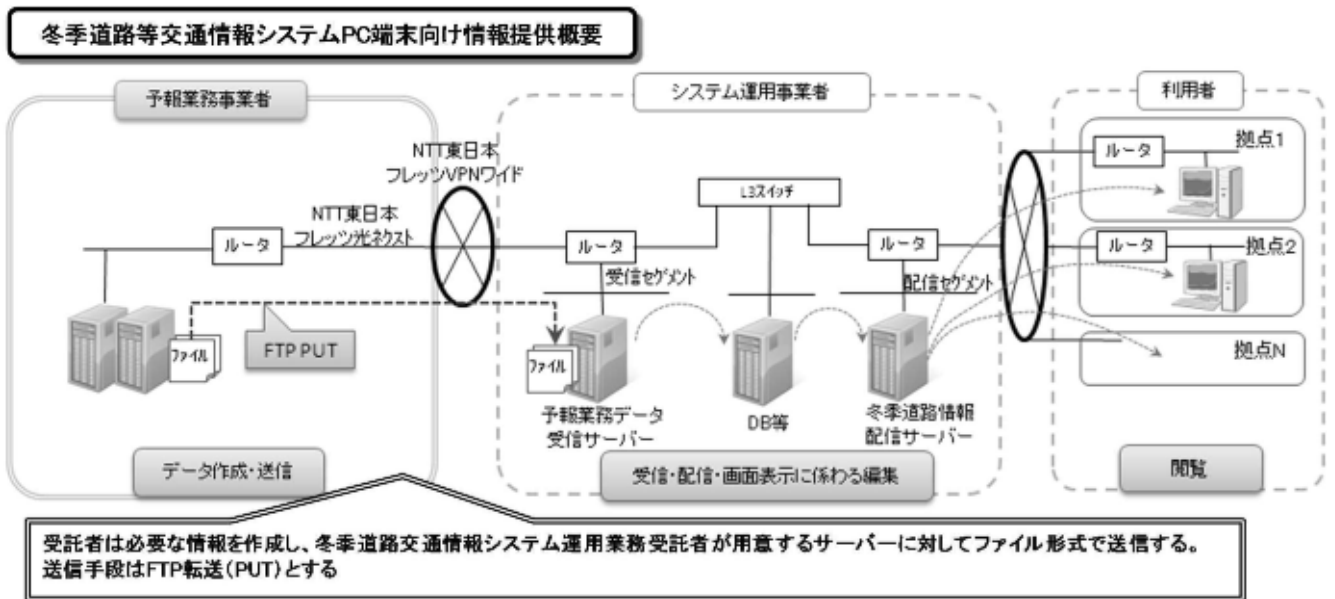 冬季道路等交通情報システムPC端末向け情報提供概要
予報業務事業者
システム運用事業者
利用者
NTT東日本
フレッツVPNワイド
NTT東日本
フレッツ光ネクスト
ルータ
ルータ
L3スイッチ
ルータ
ルータ
拠点1
ルータ
拠点2
拠点N
受信セグメント
配信セグメント
ファイル
FTP PUT
ファイル
予報業務データ
受信サーバー
DB等
冬季道路情報
配信サーバー
データ作成・送信
受信・配信・画面表示に係わる編集
閲覧
受託者は必要な情報を作成し、冬季道路交通情報システム運用業務受託者が用意するサーバーに対してファイル形式で送信する。
送信手段はFTP転送(PUT)とする